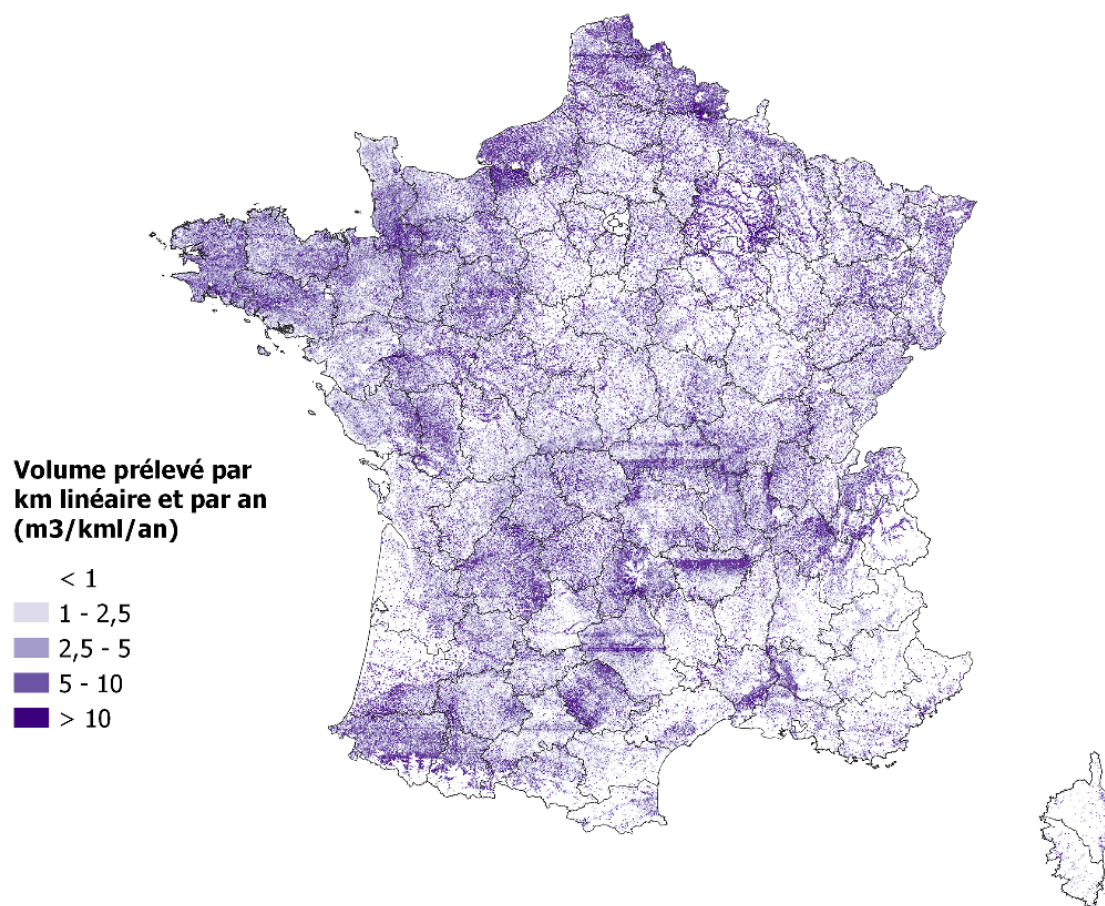 Volume prélevé par
km linéaire et par an
(m3/kml/an)
< 1
1 - 2,5
2,5 - 5
5 - 10
> 10